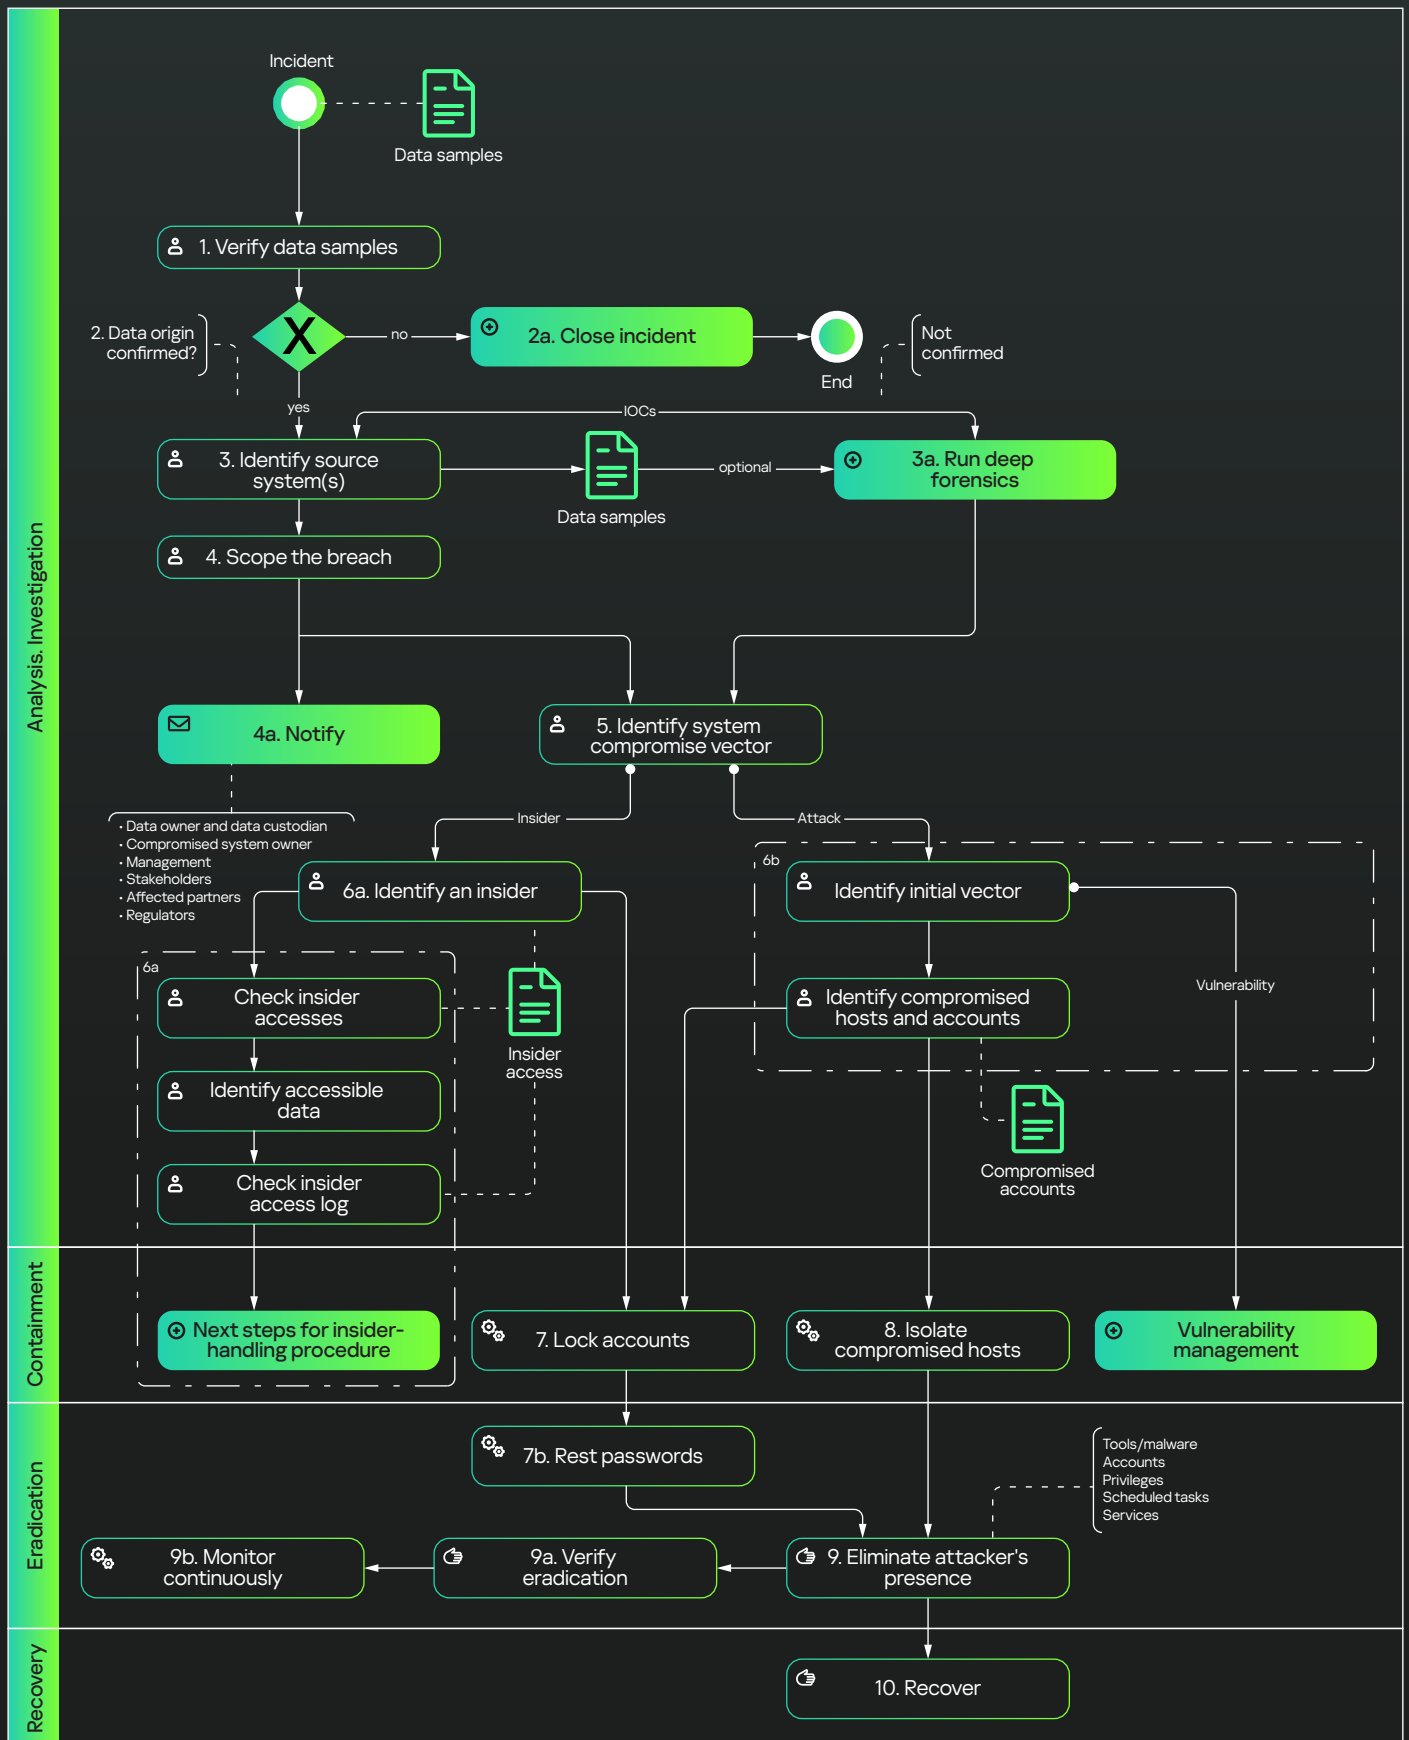 Incident
Data samples
1. Verify data samples
2. Data origin
confirmed?
X
no
2a. Close incident
End
Not
confirmed
yes
IOCs
3. Identify source
system(s)
Data samples
optional
3a. Run deep
forensics
4. Scope the breach
Analysis. Investigation
4a. Notify
5. Identify system
compromise vector
Insider
Attack
· Data owner and data custodian
· Compromised system owner
· Management
· Stakeholders
· Affected partners
· Regulators
6a. Identify an insider
6b
Identify initial vector
6a
Check insider
accesses
Insider
access
Identify compromised
hosts and accounts
Vulnerability
Identify accessible
data
Compromised
accounts
Check insider
access log
Containment
Next steps for insider-
handling procedure
7. Lock accounts
8. Isolate
compromised hosts
Vulnerability
management
Eradication
7b. Rest passwords
Tools/malware
Accounts
Privileges
Scheduled tasks
Services
9b. Monitor
continuously
9a. Verify
eradication
9. Eliminate attacker's
presence
Recovery
10. Recover